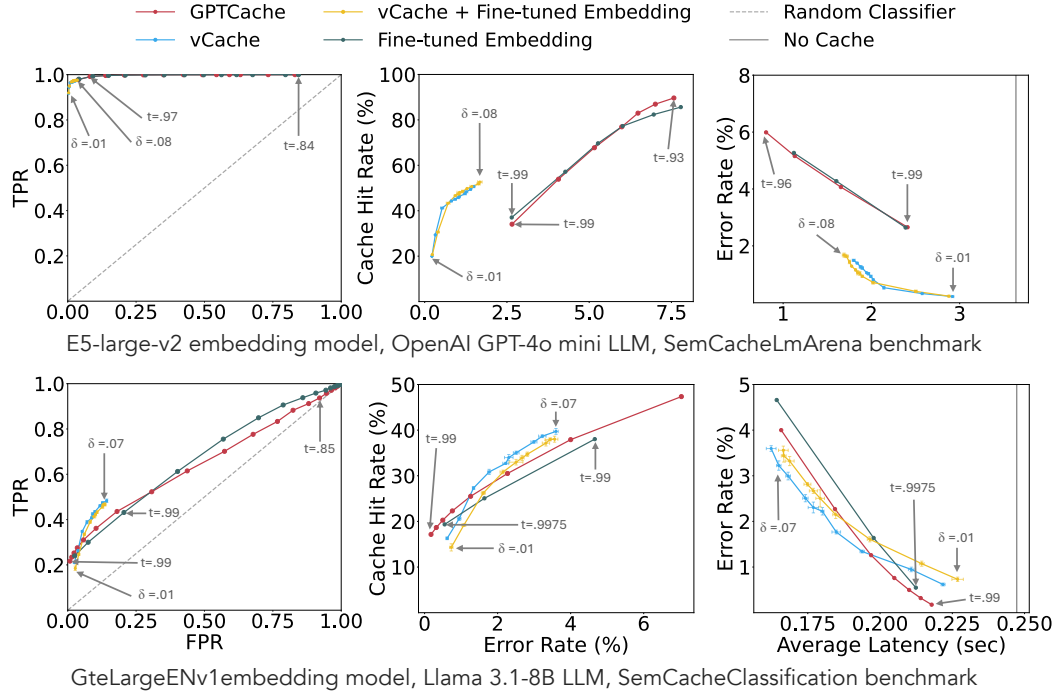 GPTCache
vCache + Fine-tuned Embedding
Random Classifier
vCache
Fine-tuned Embedding
No Cache
TPR
1.0
0.8
0.6
0.4
0.2
0.00 0.25 0.50 0.75 1.00
t=.97
δ =.01
δ =.08
t=.84
Cache Hit Rate (%)
100
80
60
40
20
0.0 2.5 5.0 7.5
δ =.08
t=.99
t=.93
t=.99
δ =.01
Error Rate (%)
8
6
4
2
1 2 3
t=.96
t=.99
δ =.08
δ =.01
E5-large-v2 embedding model, OpenAI GPT-4o mini LLM, SemCacheLmArena benchmark
TPR
1.0
0.8
0.6
0.4
0.2
0.00 0.25 0.50 0.75 1.00
FPR
δ =.07
t=.85
t=.99
t=.99
δ =.01
Cache Hit Rate (%)
50
40
30
20
10
0 2 4 6
Error Rate (%)
δ =.07
t=.99
t=.99
t=.9975
δ =.01
Error Rate (%)
5
4
3
2
1
0.175 0.200 0.225 0.250
Average Latency (sec)
t=.9975
δ =.07
δ =.01
t=.99
GteLargeENv1embedding model, Llama 3.1-8B LLM, SemCacheClassification benchmark